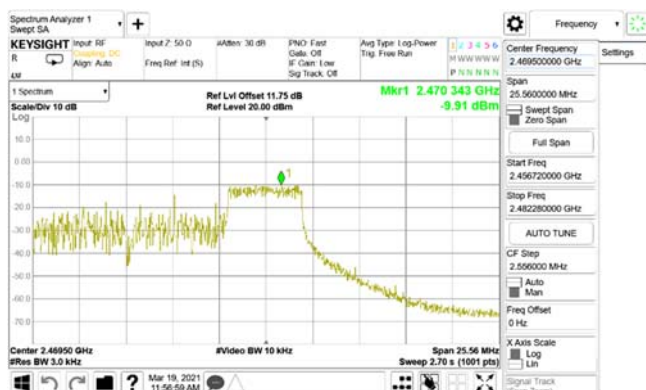 Spectrum Analyzer 1
Swept SA
+
Frequency
KEYSIGHT
Input: RF
Coupling: DC
Align: Auto
R
LXI
Input Z: 50 Ω
Freq Ref: Int (S)
#Atten: 30 dB
PNO: Fast
Gate: Off
IF Gain: Low
Sig Track: Off
Avg Type: Log-Power
Trig: Free Run
1 2 3 4 5 6
M W W W W W
P N N N N N
Center Frequency
2.469500000 GHz
Settings
Span
25.5600000 MHz
Swept Span
Zero Span
Full Span
Start Freq
2.456720000 GHz
Stop Freq
2.482280000 GHz
AUTO TUNE
CF Step
2.556000 MHz
Auto
Man
Freq Offset
0 Hz
X Axis Scale
Log
Lin
Signal Track
1 Spectrum
Scale/Div 10 dB
Log
Ref Lvl Offset 11.75 dB
Ref Level 20.00 dBm
Mkr1 2.470 343 GHz
-9.91 dBm
1
10.0
0.00
-10.0
-20.0
-30.0
-40.0
-50.0
-60.0
-70.0
Center 2.46950 GHz
#Res BW 3.0 kHz
#Video BW 10 kHz
Span 25.56 MHz
Sweep 2.70 s (1001 pts)
?
Mar 19, 2021
11:56:59 AM